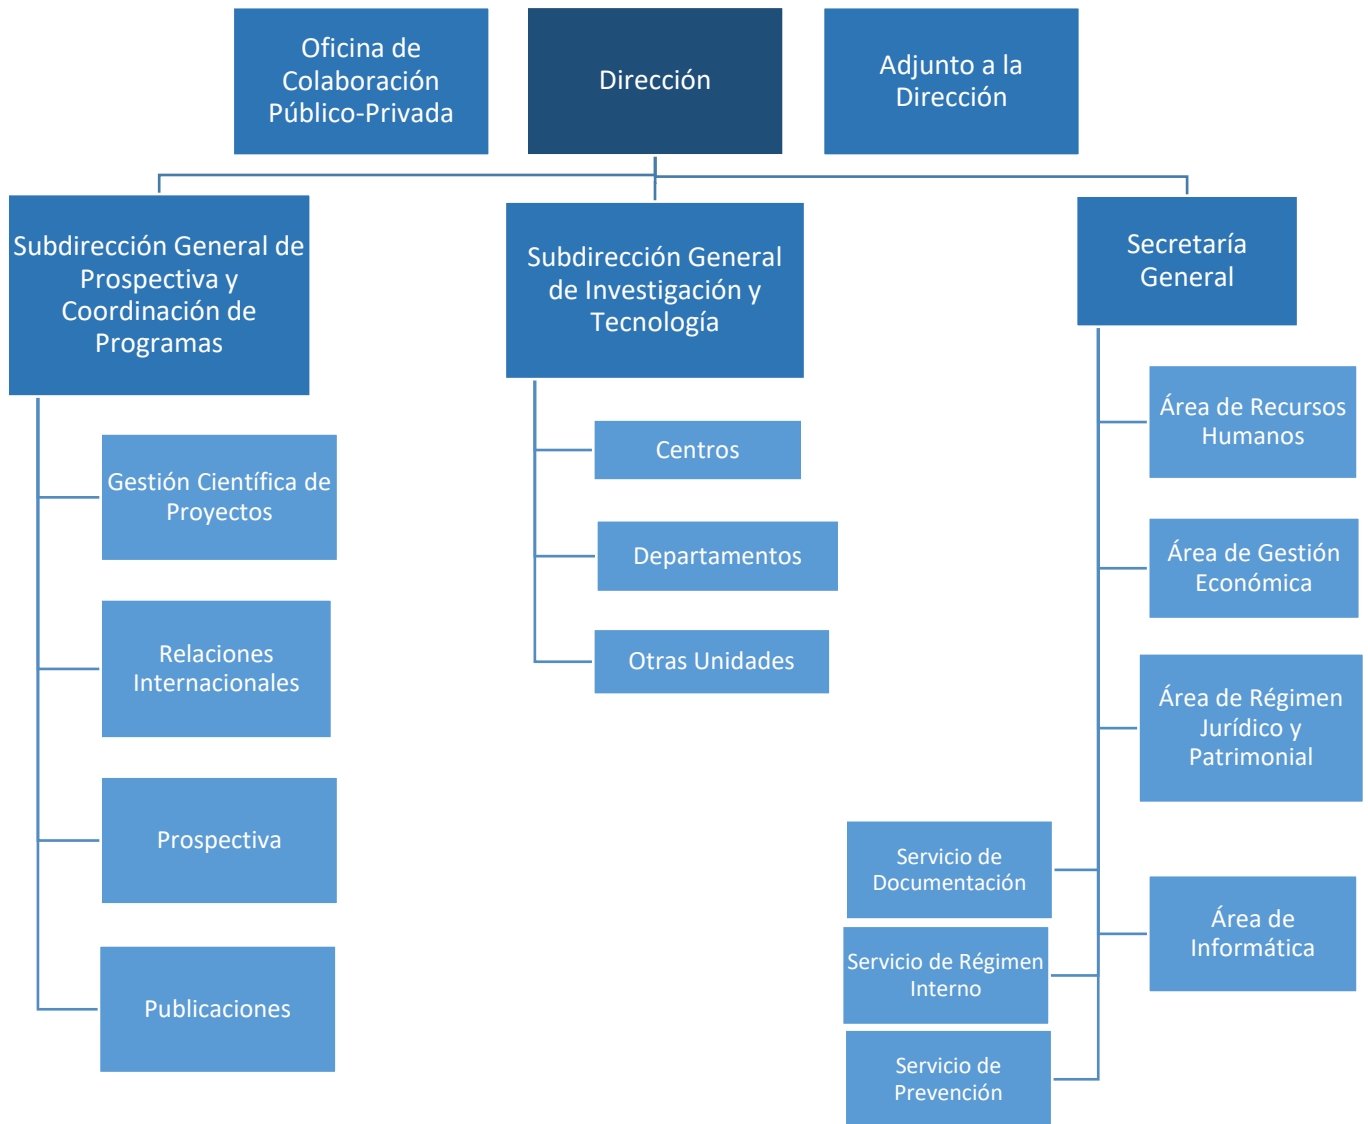 Oficina de
Colaboración
Público-Privada
Dirección
Adjunto a la
Dirección
Subdirección General de
Prospectiva y
Coordinación de
Programas
Subdirección General
de Investigación y
Tecnología
Secretaría
General
Gestión Científica de
Proyectos
Relaciones
Internacionales
Prospectiva
Publicaciones
Centros
Departamentos
Otras Unidades
Área de Recursos
Humanos
Área de Gestión
Económica
Área de Régimen
Jurídico y
Patrimonial
Área de
Informática
Servicio de
Documentación
Servicio de Régimen
Interno
Servicio de
Prevención